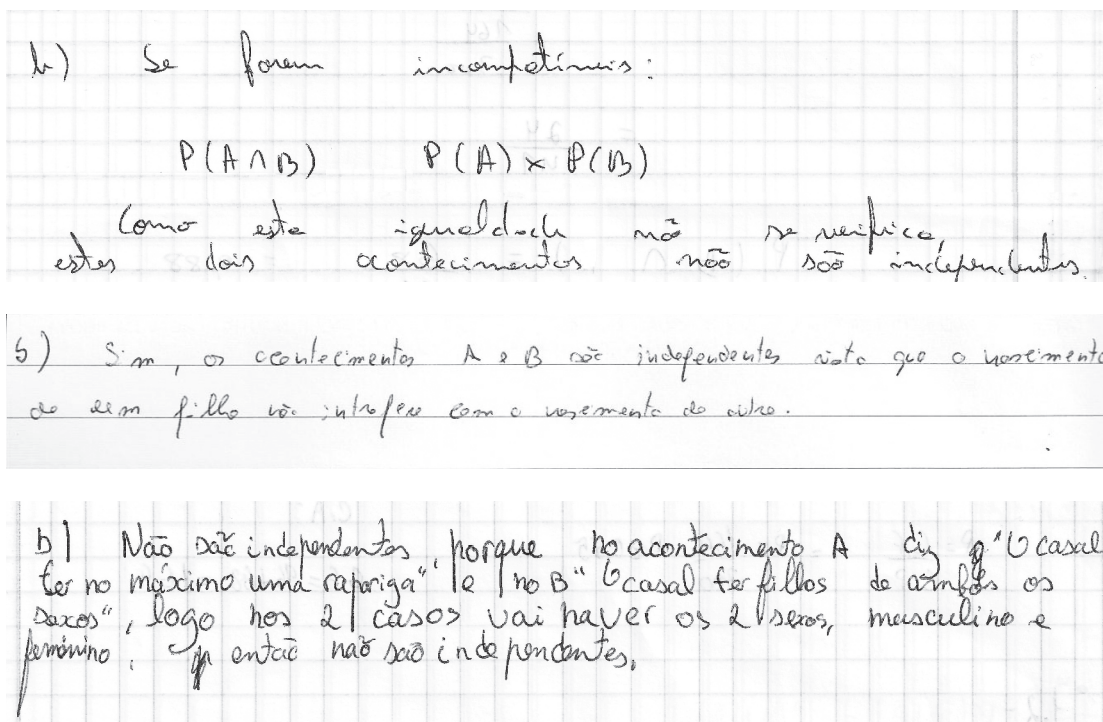 b) Se forem incompatíveis:
P(A ∩ B) P(A) × P(B)
Como esta igualdade não se verifica,
estes dois acontecimentos não são independentes.
b) Sim, os acontecimentos A e B são independentes visto que o nascimento
de um filho não intrefere com o nascimento do outro.
b) Não são independentes, porque no acontecimento A diz q "O casal
ter no máximo uma rapariga" e no B "O casal ter filhos de ambos os
sexos", logo nos 2 casos vai haver os 2 sexos, masculino e
femónino, então não são independentes.